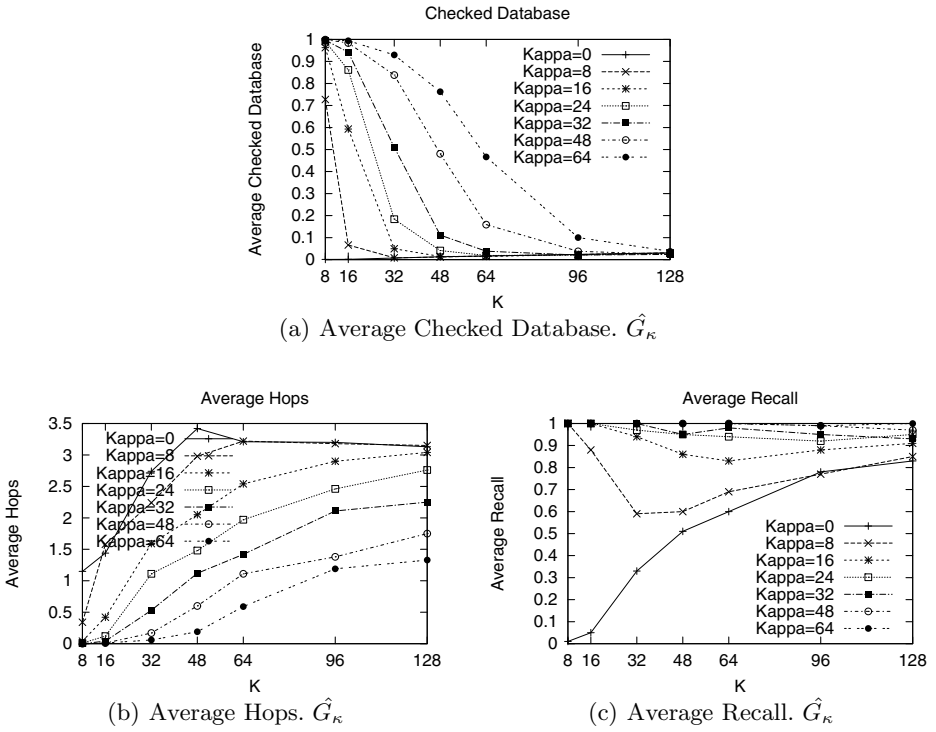 Checked Database
Average Checked Database
1
0.9
0.8
0.7
0.6
0.5
0.4
0.3
0.2
0.1
0
Kappa=0
Kappa=8
Kappa=16
Kappa=24
Kappa=32
Kappa=48
Kappa=64
8 16 32 48 64 96 128
K
(a) Average Checked Database. Ĝκ
Average Hops
Average Hops
3.5
3
2.5
2
1.5
1
0.5
0
Kappa=0
Kappa=8
Kappa=16
Kappa=24
Kappa=32
Kappa=48
Kappa=64
8 16 32 48 64 96 128
K
(b) Average Hops. Ĝκ
Average Recall
Average Recall
1
0.9
0.8
0.7
0.6
0.5
0.4
0.3
0.2
0.1
0
Kappa=0
Kappa=8
Kappa=16
Kappa=24
Kappa=32
Kappa=48
Kappa=64
8 16 32 48 64 96 128
K
(c) Average Recall. Ĝκ